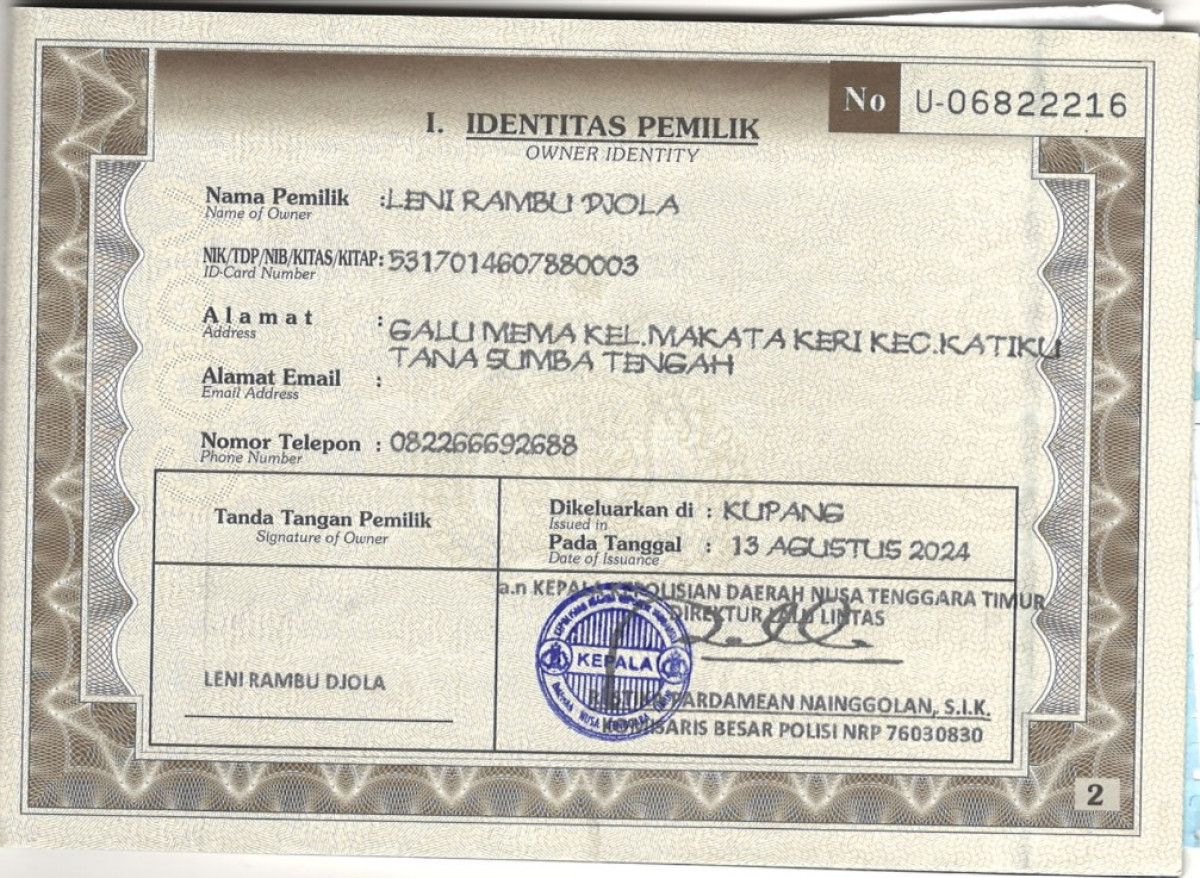 No U-06822216
I. IDENTITAS PEMILIK
OWNER IDENTITY
Nama Pemilik :LENI RAMBU DJOLA
Name of Owner
NIK/TDP/NIB/KITAS/KITAP: 5317014607880003
ID-Card Number
Alamat : GALU MEMA KEL.MAKATA KERI KEC.KATIKU
Address
TANA SUMBA TENGAH
Alamat Email :
Email Address
Nomor Telepon : 082266692688
Phone Number
Tanda Tangan Pemilik
Signature of Owner
Dikeluarkan di : KUPANG
Issued in
Pada Tanggal : 13 AGUSTUS 2024
Date of Issuance
a.n KEPALA KEPOLISIAN DAERAH NUSA TENGGARA TIMUR
DIREKTUR LALU LINTAS
KEPALA
LENI RAMBU DJOLA
PARDAMEAN NAINGGOLAN, S.I.K.
KOMISARIS BESAR POLISI NRP 76030830
2